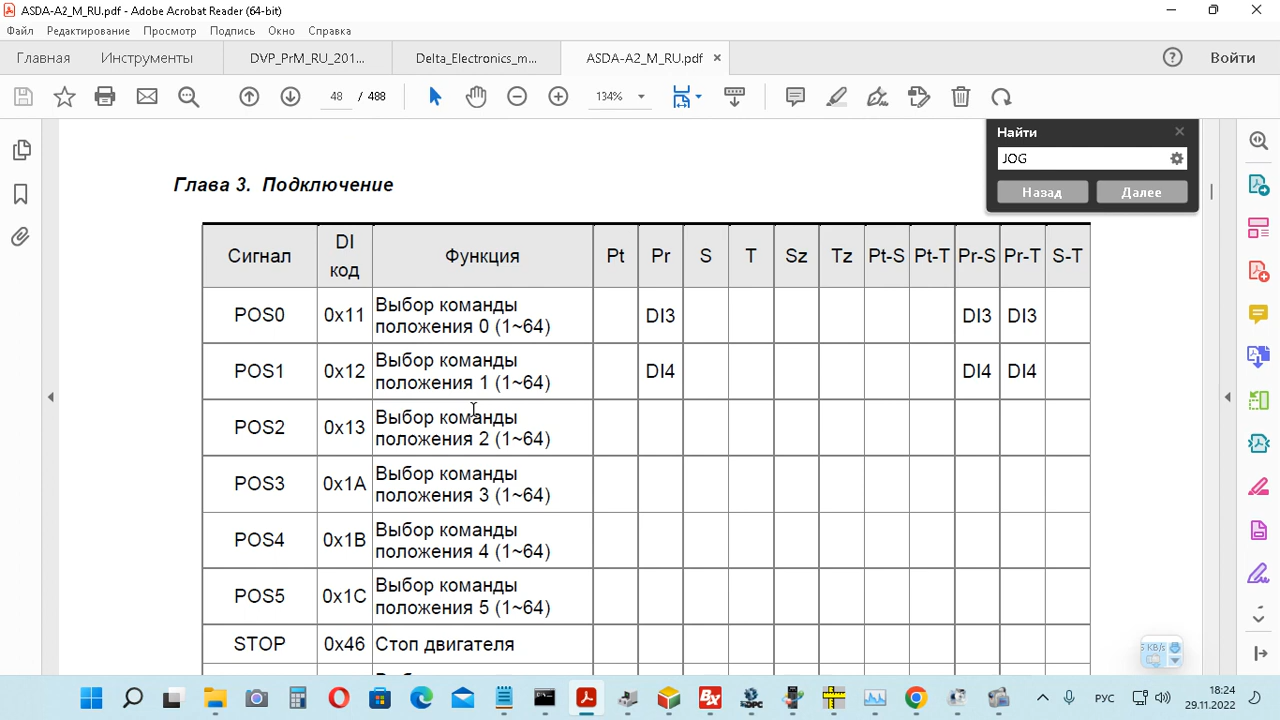 ASDA-A2_M_RU.pdf - Adobe Acrobat Reader (64-bit)
Файл Редактирование Просмотр Подпись Окно Справка
Главная Инструменты DVP_PrM_RU_201... Delta_Electronics_m... ASDA-A2_M_RU.pdf Войти
48 / 488 134%
Найти
JOG
Назад Далее
Глава 3. Подключение
Сигнал DI код Функция Pt Pr S T Sz Tz Pt-S Pt-T Pr-S Pr-T S-T
POS0 0x11 Выбор команды положения 0 (1~64) DI3 DI3 DI3
POS1 0x12 Выбор команды положения 1 (1~64) DI4 DI4 DI4
POS2 0x13 Выбор команды положения 2 (1~64)
POS3 0x1A Выбор команды положения 3 (1~64)
POS4 0x1B Выбор команды положения 4 (1~64)
POS5 0x1C Выбор команды положения 5 (1~64)
STOP 0x46 Стоп двигателя
5 KB/s
РУС 18:24
29.11.2022